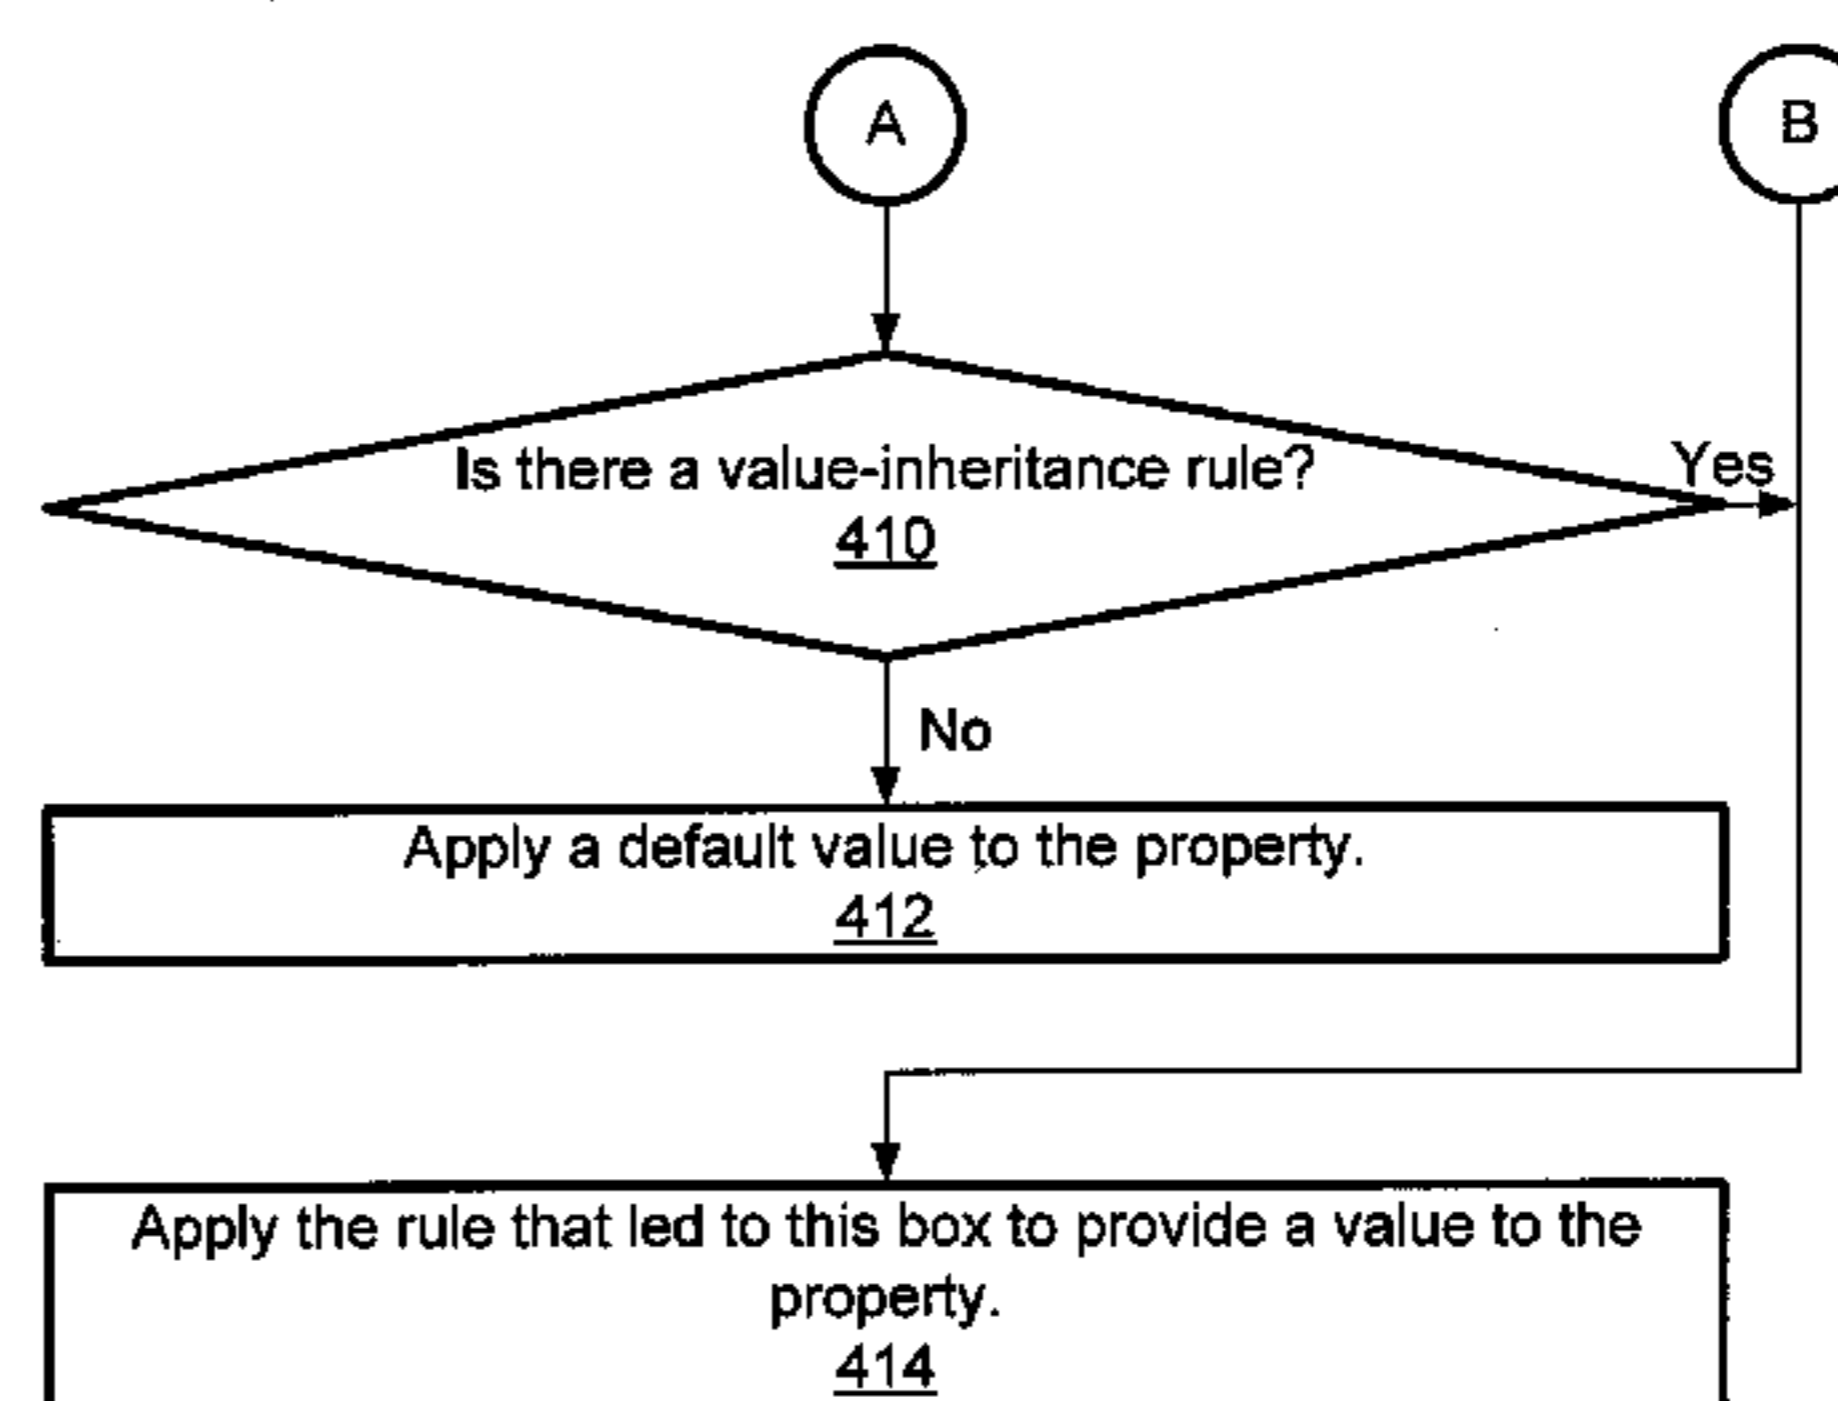 A
B
Is there a value-inheritance rule?
Yes
410
No
Apply a default value to the property.
412
Apply the rule that led to this box to provide a value to the
property.
414